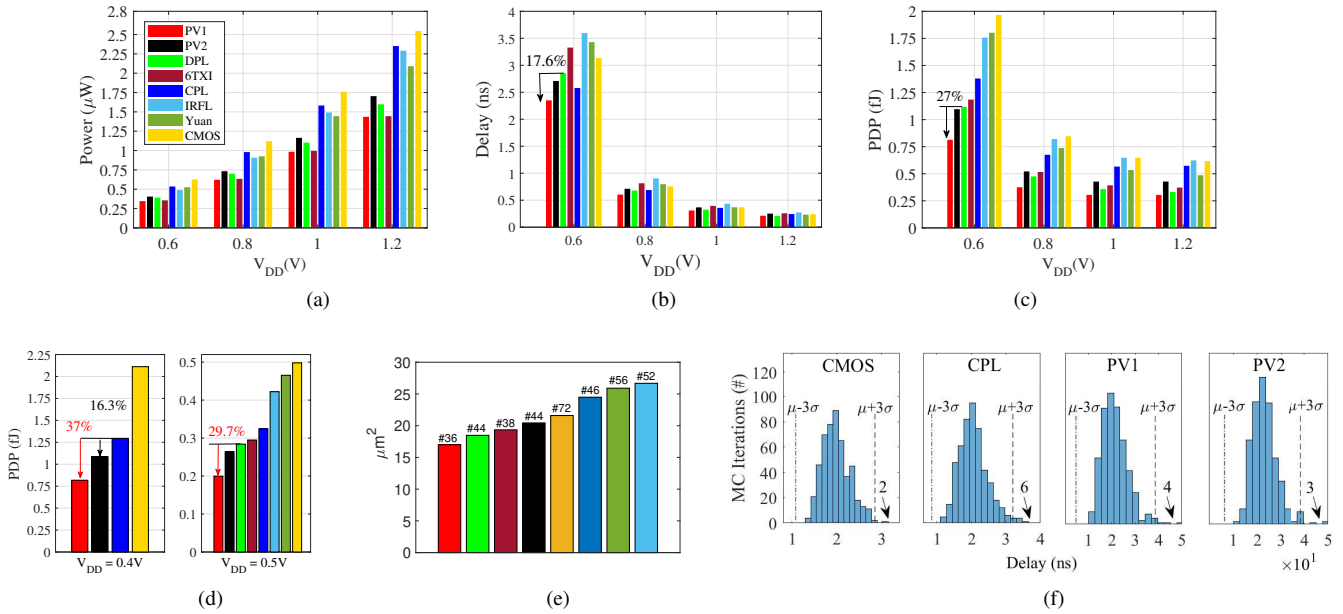 2.8
2.5
2.25
2
1.75
1.5
1.25
1
0.75
0.5
0.25
0
Power (μW)
PV1
PV2
DPL
6TXI
CPL
IRFL
Yuan
CMOS
0.6 0.8 1 1.2
V_DD(V)
(a)
4
3.5
3
2.5
2
1.5
1
0.5
0
Delay (ns)
17.6%
0.6 0.8 1 1.2
V_DD(V)
(b)
2
1.75
1.5
1.25
1
0.75
0.5
0.25
0
PDP (fJ)
27%
0.6 0.8 1 1.2
V_DD(V)
(c)
2.25
2
1.75
1.5
1.25
1
0.75
0.5
0.25
0
PDP (fJ)
16.3%
37%
V_DD = 0.4V
0.5
0.4
0.3
0.2
0.1
0
29.7%
V_DD = 0.5V
(d)
30
25
20
15
10
5
0
μm²
#36 #44 #38 #44 #72 #46 #56 #52
(e)
120
100
80
60
40
20
0
MC Iterations (#)
CMOS CPL PV1 PV2
μ-3σ μ+3σ μ-3σ μ+3σ μ-3σ μ+3σ μ-3σ μ+3σ
2 6 4 3
1 2 3 1 2 3 4 1 2 3 4 5 1 2 3 4 5
Delay (ns) ×10¹
(f)